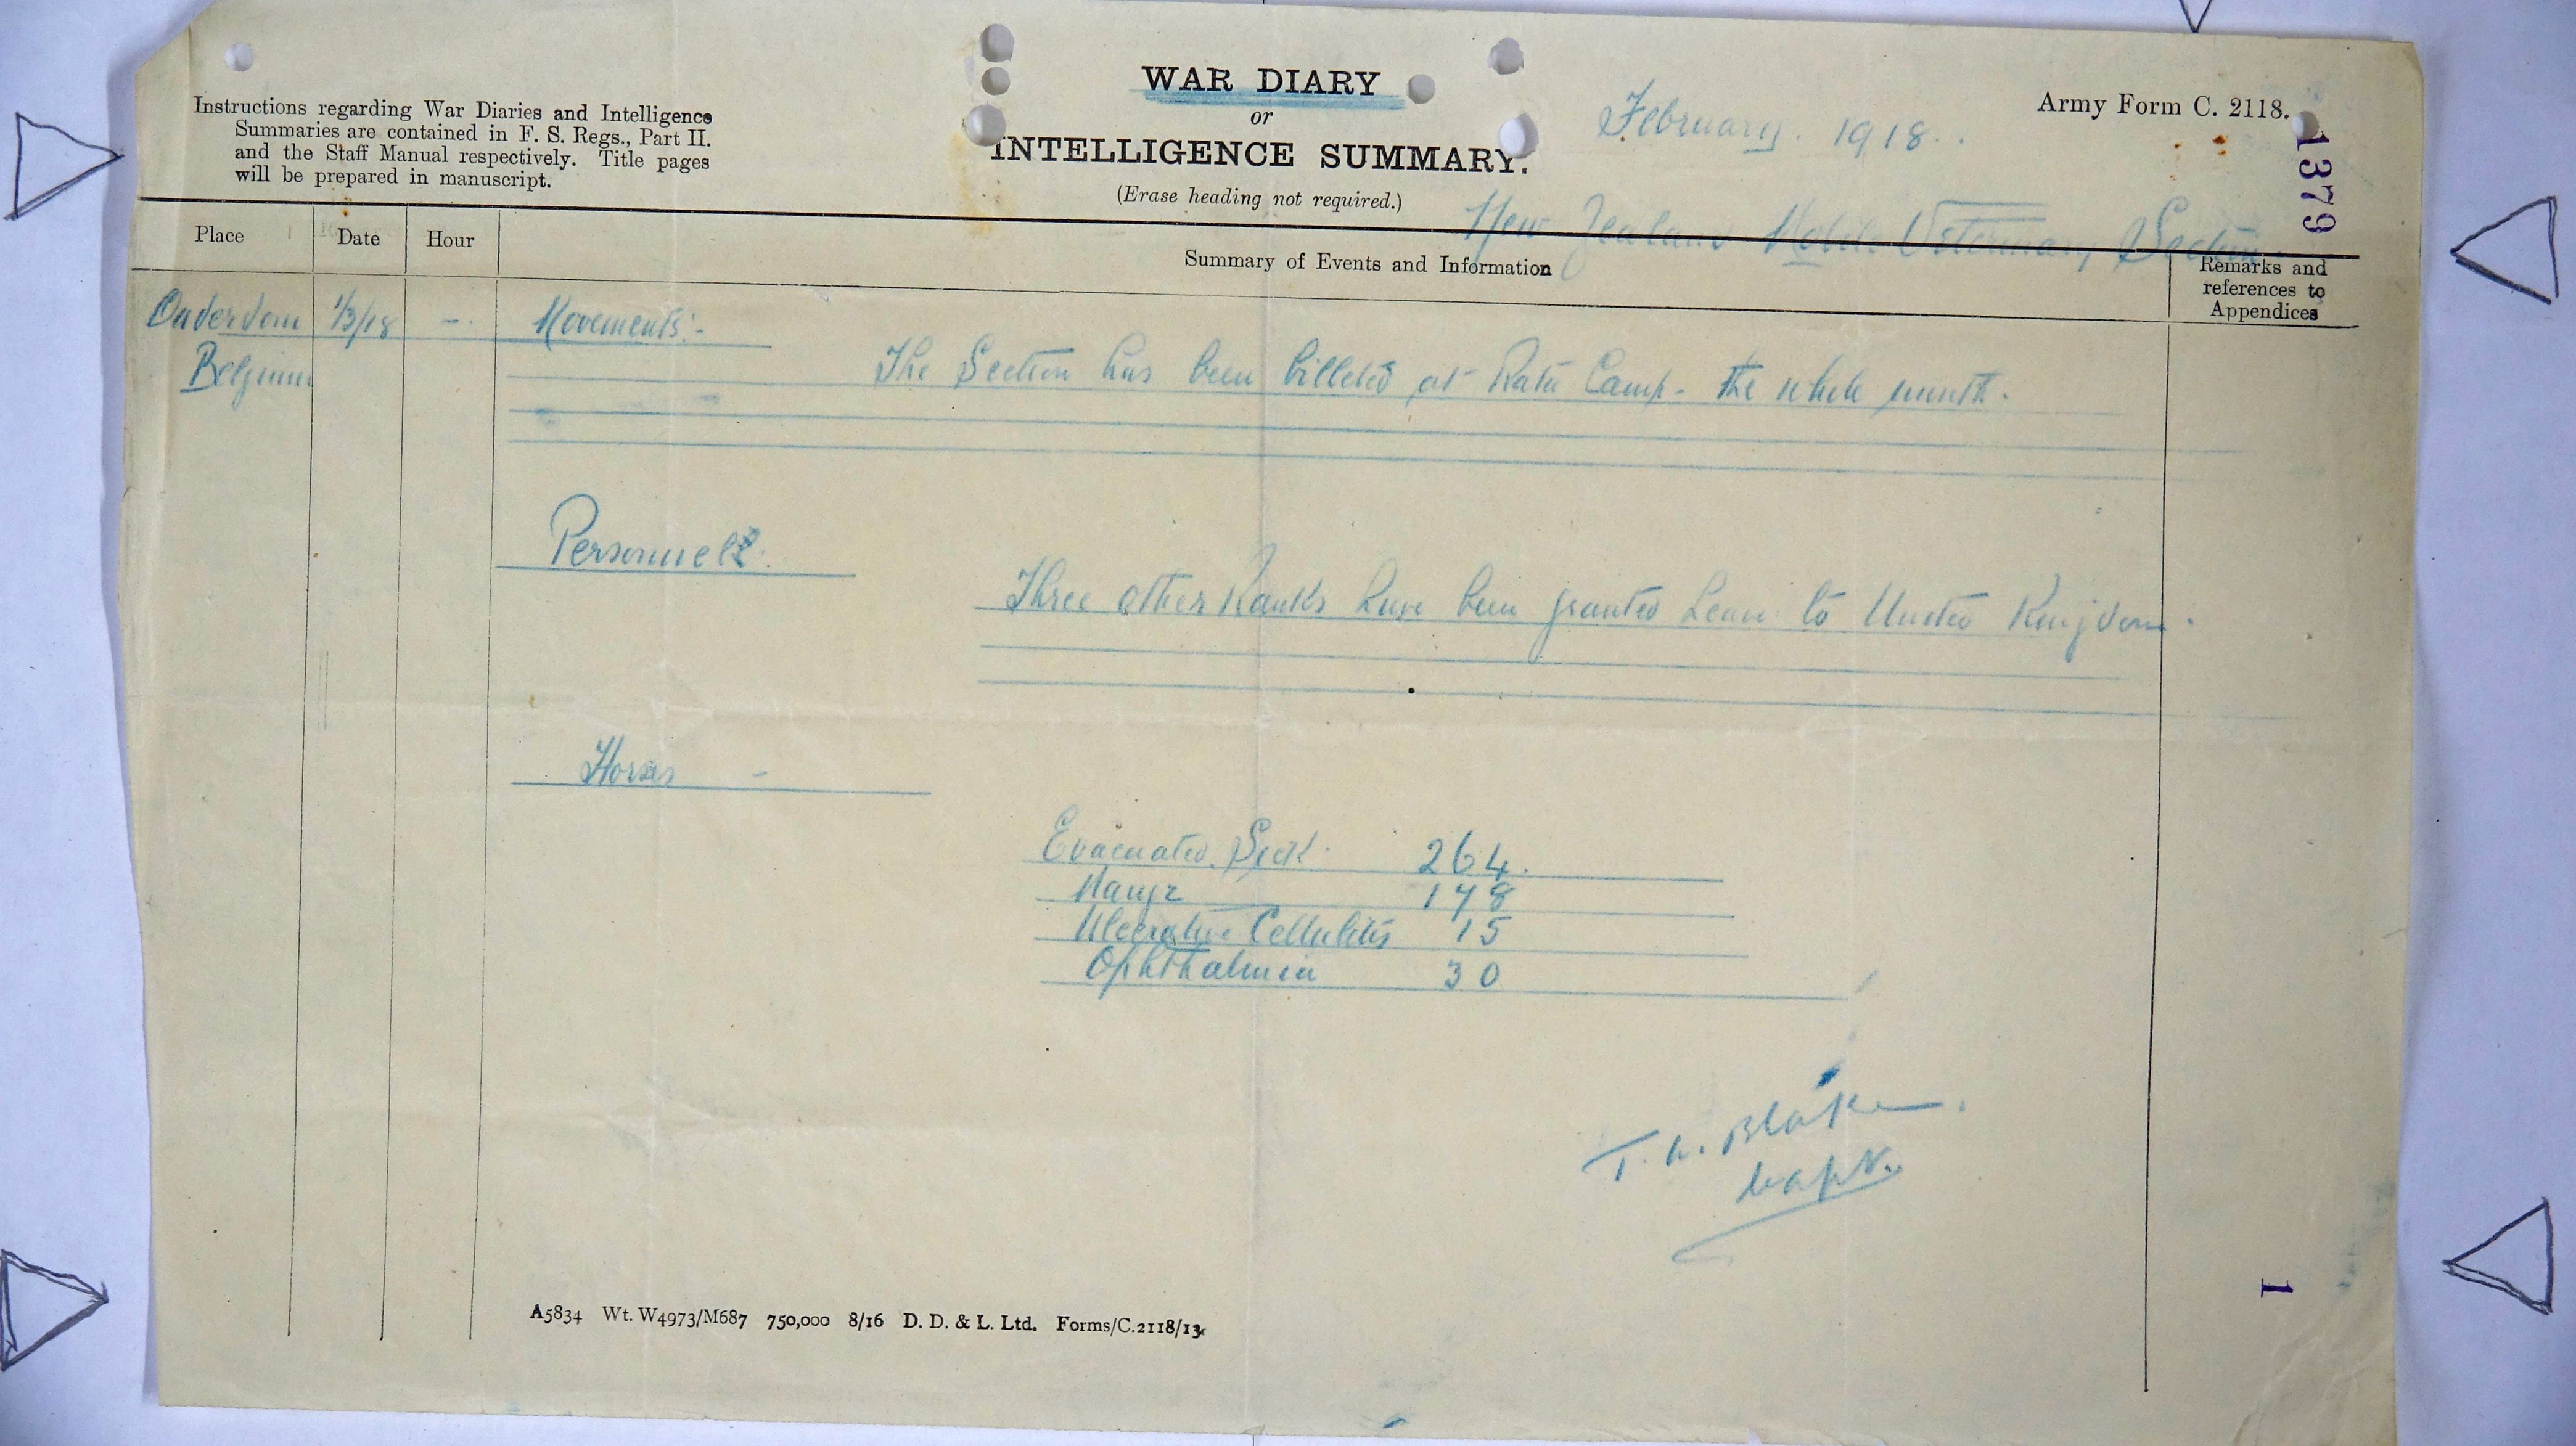 Instructions regarding War Diaries and Intelligence
Summaries are contained in F. S. Regs., Part II.
and the Staff Manual respectively. Title pages
will be prepared in manuscript.
WAR DIARY
or
INTELLIGENCE SUMMARY.
(Erase heading not required.)
February. 1918.
Army Form C. 2118.
1379
New Zealand Mobile Veterinary Section.
Place
Date
Hour
Summary of Events and Information
Remarks and
references to
Appendices
Ouderdom 1/3/18 - Movements:-
Belgium
The Section has been billeted at Camp - the whole month.
Personnel
Three other Ranks have been granted Leave to United Kingdom.
Horses -
Evacuated Sick. 264.
Mange 178
Ulcerative Cellulitis 15
Ophthalmia 30
T. A. Blake.
Capt.
1
A5834 Wt. W4973/M687 750,000 8/16 D. D. & L. Ltd. Forms/C.2118/13.